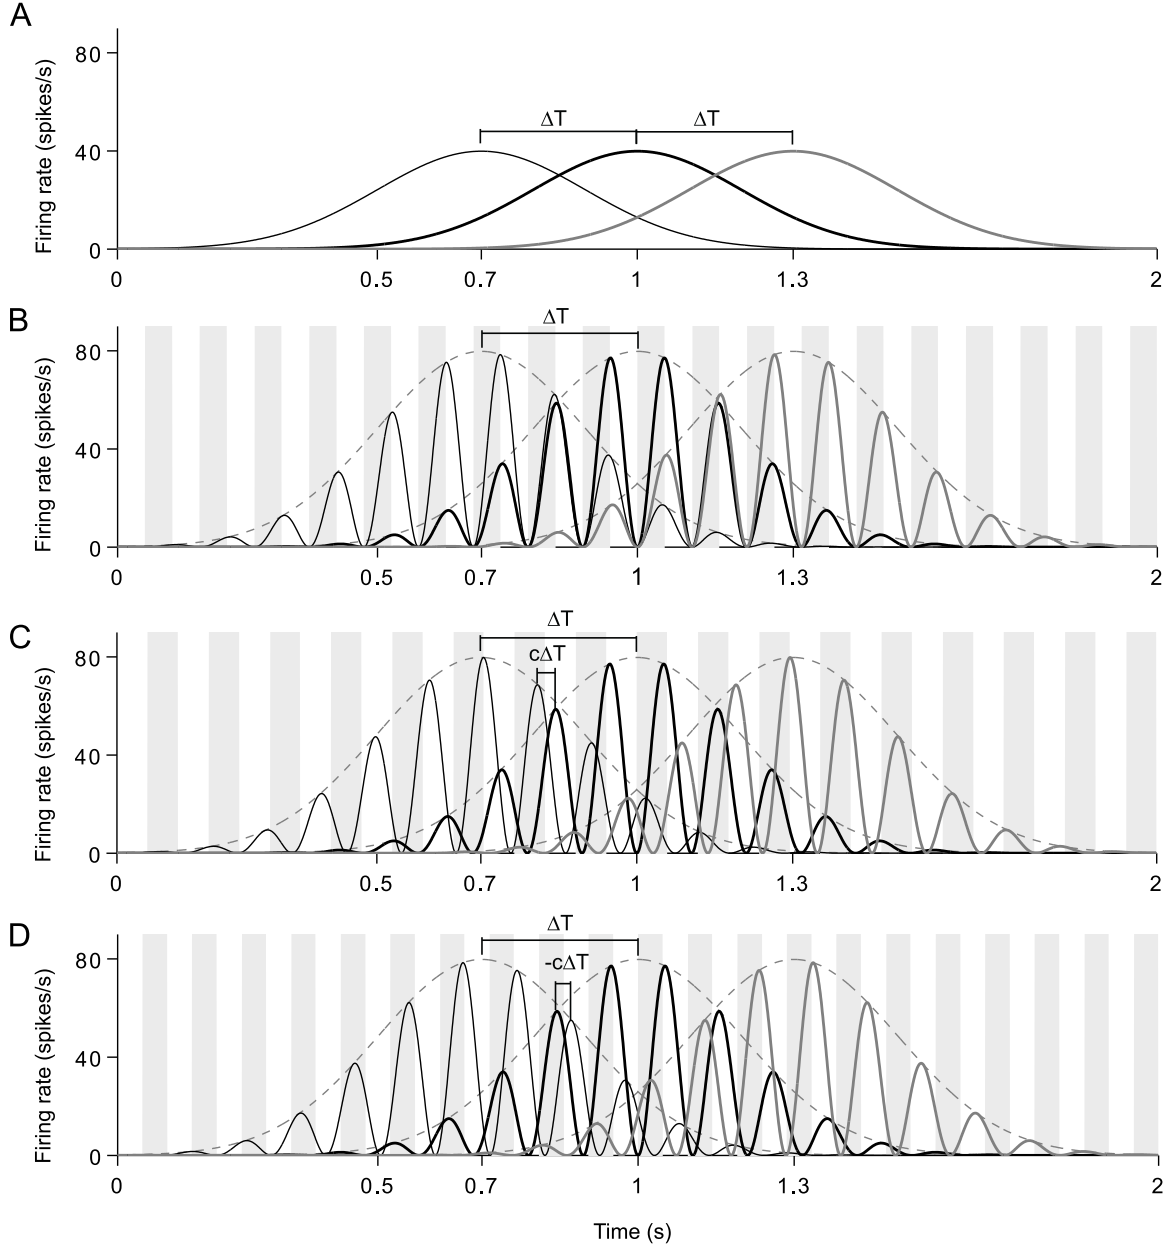 A
Firing rate (spikes/s)
80
40
0
ΔT ΔT
0 0.5 0.7 1 1.3 2
B
Firing rate (spikes/s)
80
40
0
ΔT
0 0.5 0.7 1 1.3 2
C
Firing rate (spikes/s)
80
40
0
ΔT
cΔT
0 0.5 0.7 1 1.3 2
D
Firing rate (spikes/s)
80
40
0
ΔT
-cΔT
0 0.5 0.7 1 1.3 2
Time (s)